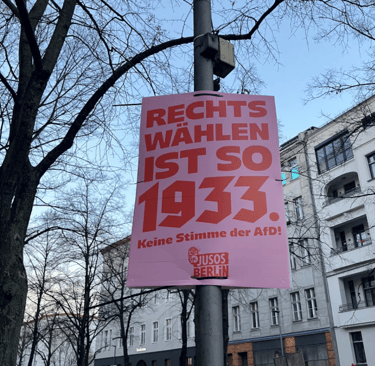 RECHTS
WÄHLEN
IST SO
1933.
Keine Stimme der AfD!
JUSOS
BERLIN